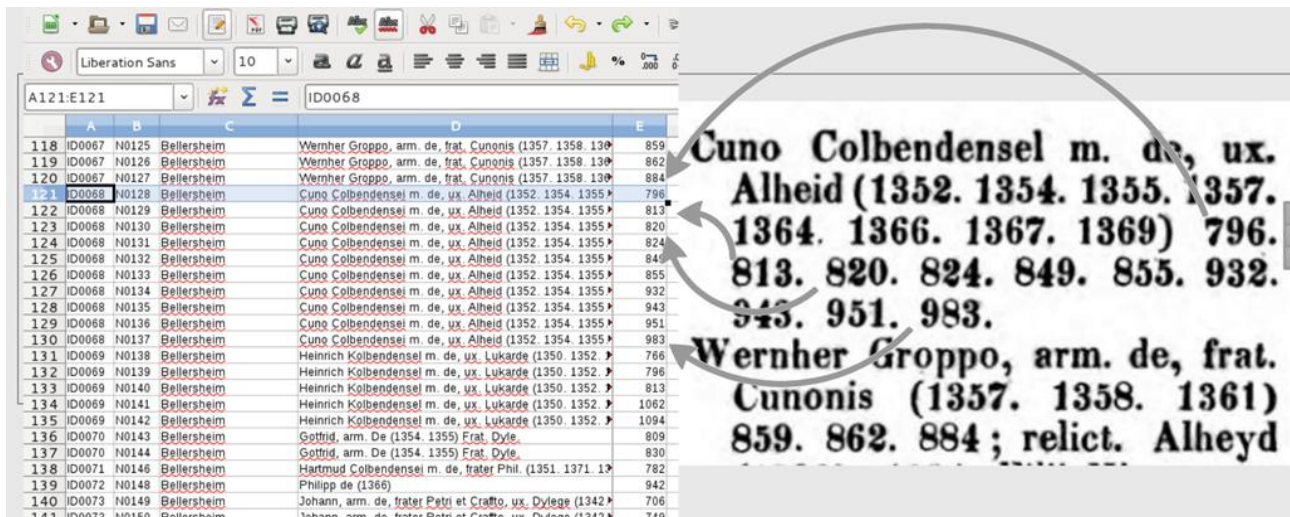 Liberation Sans
10
A121:E121
ID0068
A B C D E
118 ID0067 N0125 Bellersheim Wernher Groppo, arm. de, frat. Cunonis (1357. 1358. 136 859
119 ID0067 N0126 Bellersheim Wernher Groppo, arm. de, frat. Cunonis (1357. 1358. 136 862
120 ID0067 N0127 Bellersheim Wernher Groppo, arm. de, frat. Cunonis (1357. 1358. 136 884
121 ID0068 N0128 Bellersheim Cuno Colbendensel m. de, ux. Alheid (1352. 1354. 1355 796
122 ID0068 N0129 Bellersheim Cuno Colbendensel m. de, ux. Alheid (1352. 1354. 1355 813
123 ID0068 N0130 Bellersheim Cuno Colbendensel m. de, ux. Alheid (1352. 1354. 1355 820
124 ID0068 N0131 Bellersheim Cuno Colbendensel m. de, ux. Alheid (1352. 1354. 1355 824
125 ID0068 N0132 Bellersheim Cuno Colbendensel m. de, ux. Alheid (1352. 1354. 1355 849
126 ID0068 N0133 Bellersheim Cuno Colbendensel m. de, ux. Alheid (1352. 1354. 1355 855
127 ID0068 N0134 Bellersheim Cuno Colbendensel m. de, ux. Alheid (1352. 1354. 1355 932
128 ID0068 N0135 Bellersheim Cuno Colbendensel m. de, ux. Alheid (1352. 1354. 1355 943
129 ID0068 N0136 Bellersheim Cuno Colbendensel m. de, ux. Alheid (1352. 1354. 1355 951
130 ID0068 N0137 Bellersheim Cuno Colbendensel m. de, ux. Alheid (1352. 1354. 1355 983
131 ID0069 N0138 Bellersheim Heinrich Kolbendensel m. de, ux. Lukarde (1350. 1352. 766
132 ID0069 N0139 Bellersheim Heinrich Kolbendensel m. de, ux. Lukarde (1350. 1352. 796
133 ID0069 N0140 Bellersheim Heinrich Kolbendensel m. de, ux. Lukarde (1350. 1352. 813
134 ID0069 N0141 Bellersheim Heinrich Kolbendensel m. de, ux. Lukarde (1350. 1352. 1062
135 ID0069 N0142 Bellersheim Heinrich Kolbendensel m. de, ux. Lukarde (1350. 1352. 1094
136 ID0070 N0143 Bellersheim Gotfrid, arm. De (1354. 1355) Frat. Dyle. 809
137 ID0070 N0144 Bellersheim Gotfrid, arm. De (1354. 1355) Frat. Dyle. 830
138 ID0071 N0146 Bellersheim Hartmud Colbendensel m. de, frater Phil. (1351. 1371. 13 782
139 ID0072 N0148 Bellersheim Philipp de (1366) 942
140 ID0073 N0149 Bellersheim Johann, arm. de, frater Petri et Crafto, ux. Dylege (1342 706
Cuno Colbendensel m. de, ux.
Alheid (1352. 1354. 1355. 1357.
1364. 1366. 1367. 1369) 796.
813. 820. 824. 849. 855. 932.
943. 951. 983.
Wernher Groppo, arm. de, frat.
Cunonis (1357. 1358. 1361)
859. 862. 884; relict. Alheyd